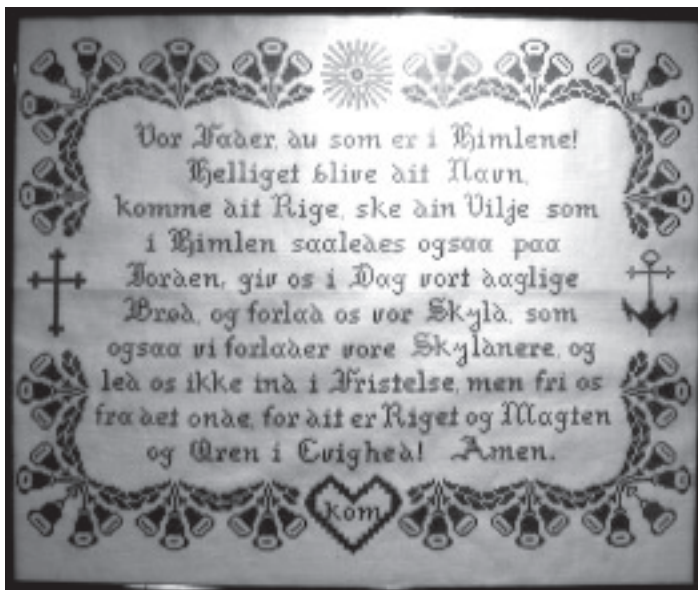 Vor Fader, du som er i Himlene!
Helliget blive dit Navn,
komme dit Rige, ske din Vilje som
i Himlen saaledes ogsaa paa
Jorden, giv os i Dag vort daglige
Brød, og forlad os vor Skyld, som
ogsaa vi forlader vore Skyldnere, og
led os ikke ind i Fristelse, men fri os
fra det onde, for dit er Riget og Magten
og Æren i Evighed! Amen.
kom